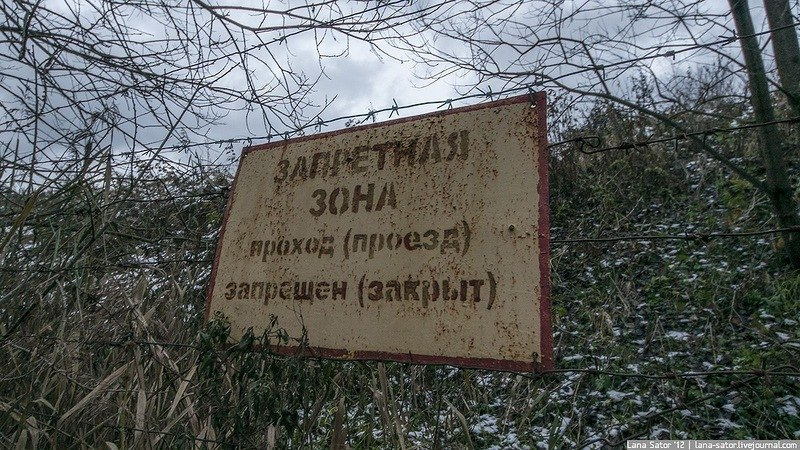 ЗАПРЕТНАЯ
ЗОНА
проход (проезд)
запрещен (закрыт)
Lana Sator '12 | lana-sator.livejournal.com